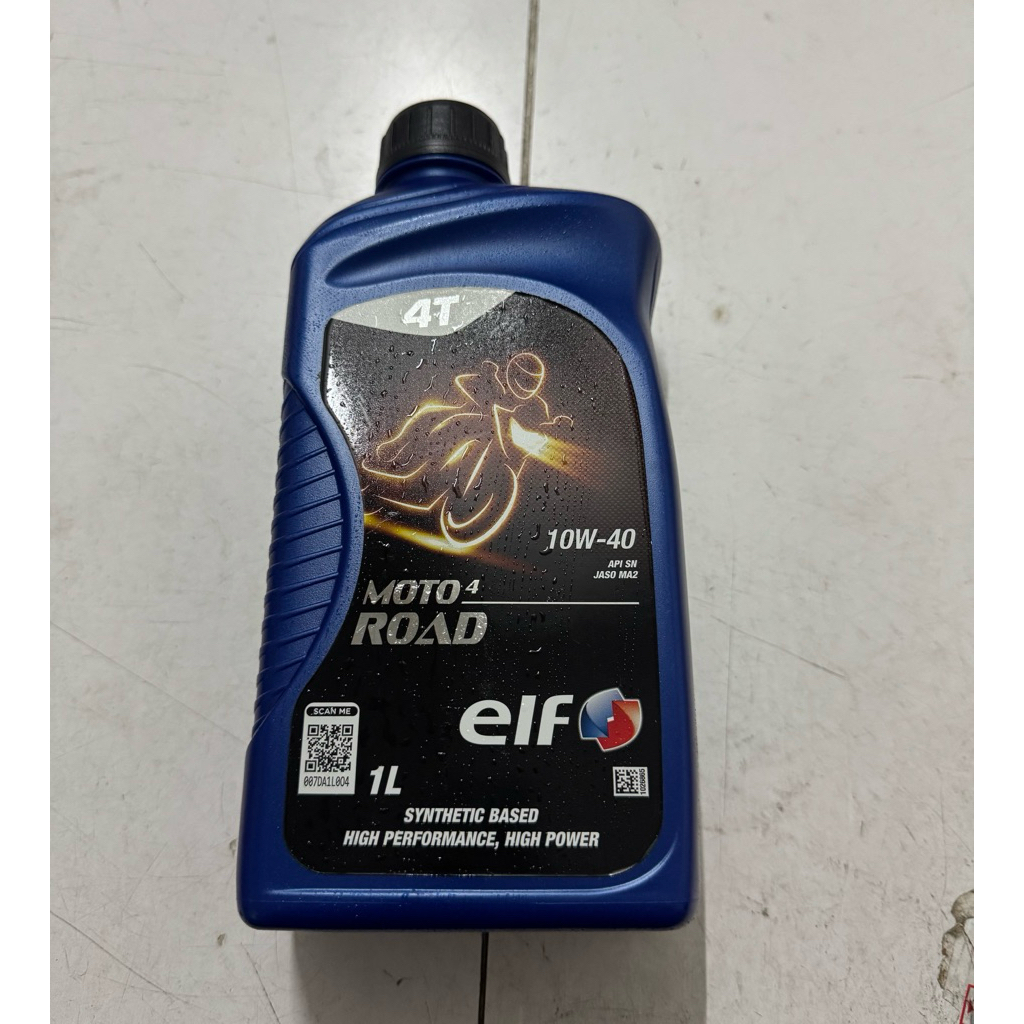 4T
10W-40
API SN
JASO MA2
MOTO 4
ROAD
elf
SCAN ME
007DA1L0O4
1L
SYNTHETIC BASED
HIGH PERFORMANCE, HIGH POWER